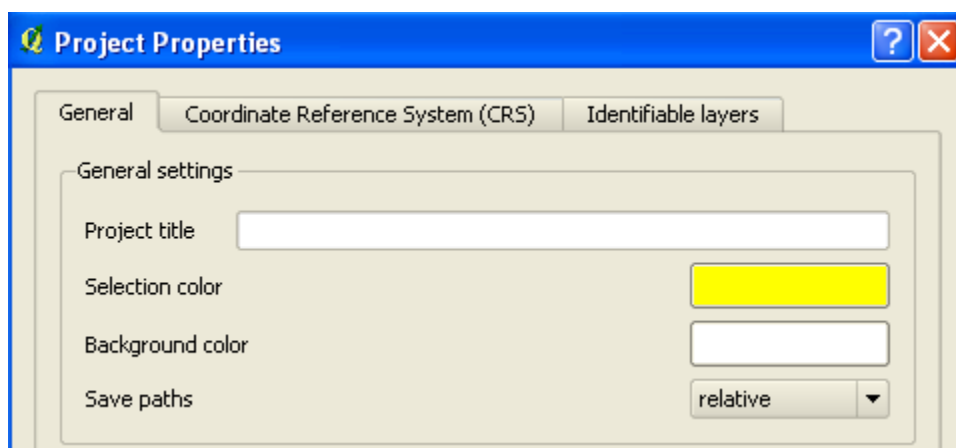 Project Properties
General Coordinate Reference System (CRS) Identifiable layers
General settings
Project title
Selection color
Background color
Save paths relative